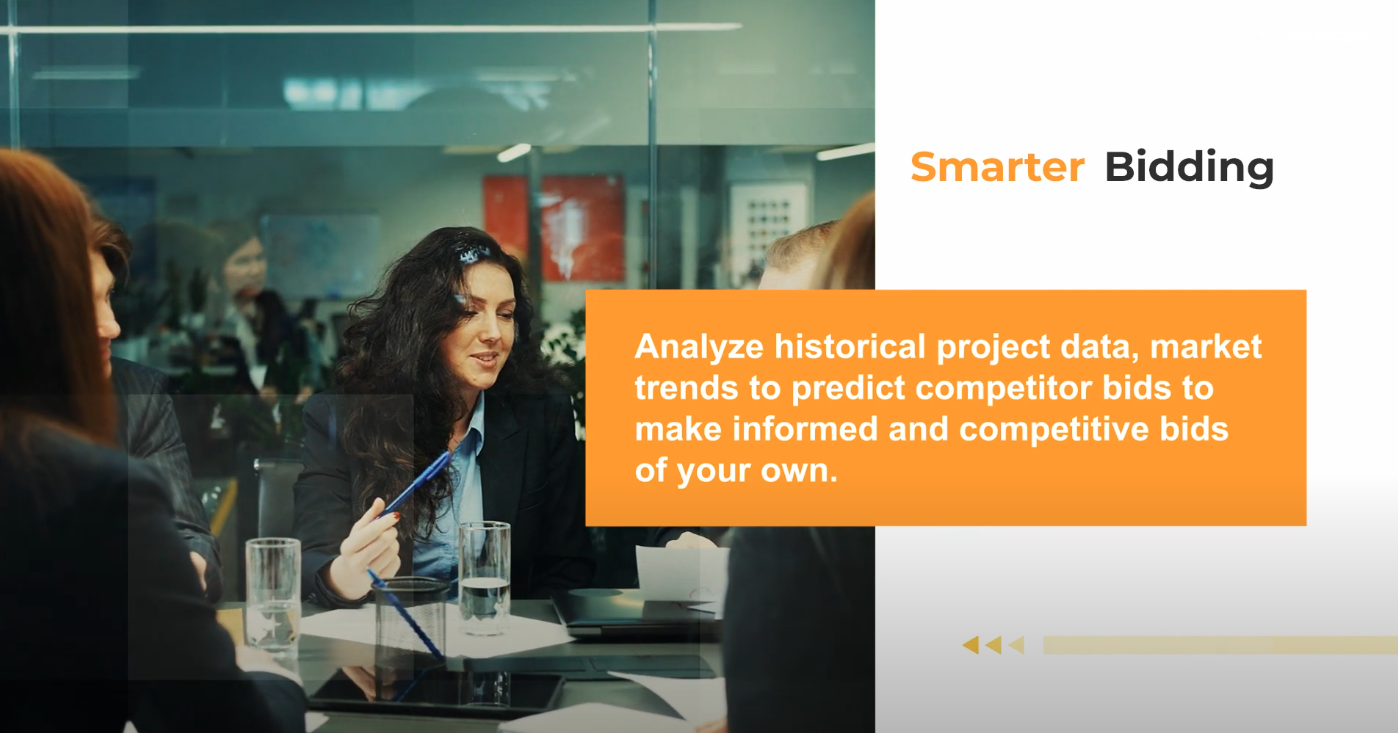 Smarter Bidding
Analyze historical project data, market
trends to predict competitor bids to
make informed and competitive bids
of your own.